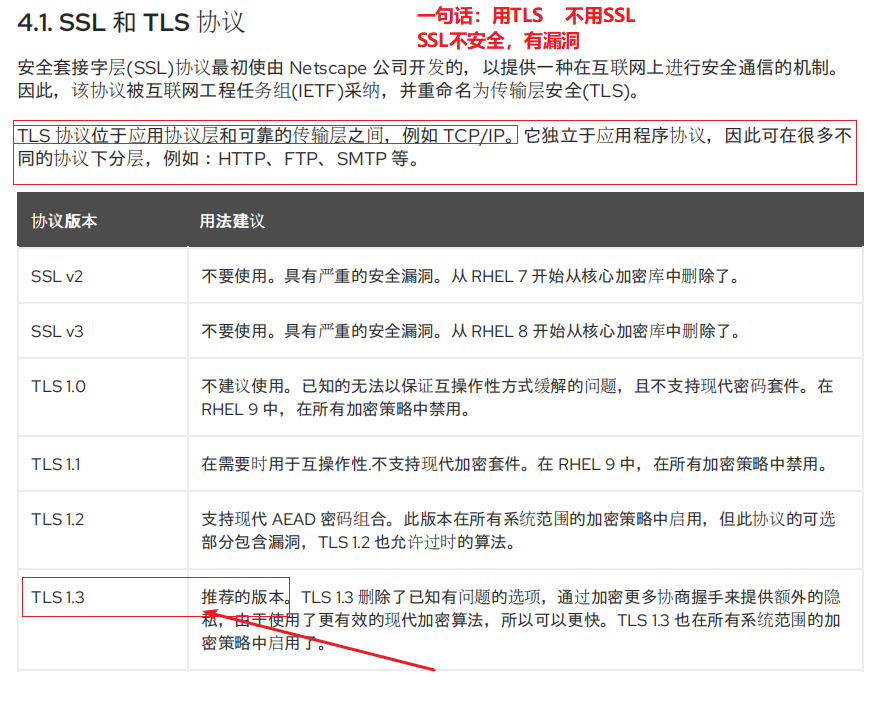 4.1. SSL 和 TLS 协议
一句话：用TLS 不用SSL
SSL不安全，有漏洞
安全套接字层(SSL)协议最初使由 Netscape 公司开发的，以提供一种在互联网上进行安全通信的机制。
因此，该协议被互联网工程任务组(IETF)采纳，并重命名为传输层安全(TLS)。
TLS 协议位于应用协议层和可靠的传输层之间，例如 TCP/IP。它独立于应用程序协议，因此可在很多不
同的协议下分层，例如：HTTP、FTP、SMTP 等。
协议版本 用法建议
SSL v2 不要使用。具有严重的安全漏洞。从 RHEL 7 开始从核心加密库中删除了。
SSL v3 不要使用。具有严重的安全漏洞。从 RHEL 8 开始从核心加密库中删除了。
TLS 1.0 不建议使用。已知的无法以保证互操作性方式缓解的问题，且不支持现代密码套件。在
RHEL 9 中，在所有加密策略中禁用。
TLS 1.1 在需要时用于互操作性.不支持现代加密套件。在 RHEL 9 中，在所有加密策略中禁用。
TLS 1.2 支持现代 AEAD 密码组合。此版本在所有系统范围的加密策略中启用，但此协议的可选
部分包含漏洞，TLS 1.2 也允许过时的算法。
TLS 1.3 推荐的版本。TLS 1.3 删除了已知有问题的选项，通过加密更多协商握手来提供额外的隐
私，由于使用了更有效的现代加密算法，所以可以更快。TLS 1.3 也在所有系统范围的加
密策略中启用了。